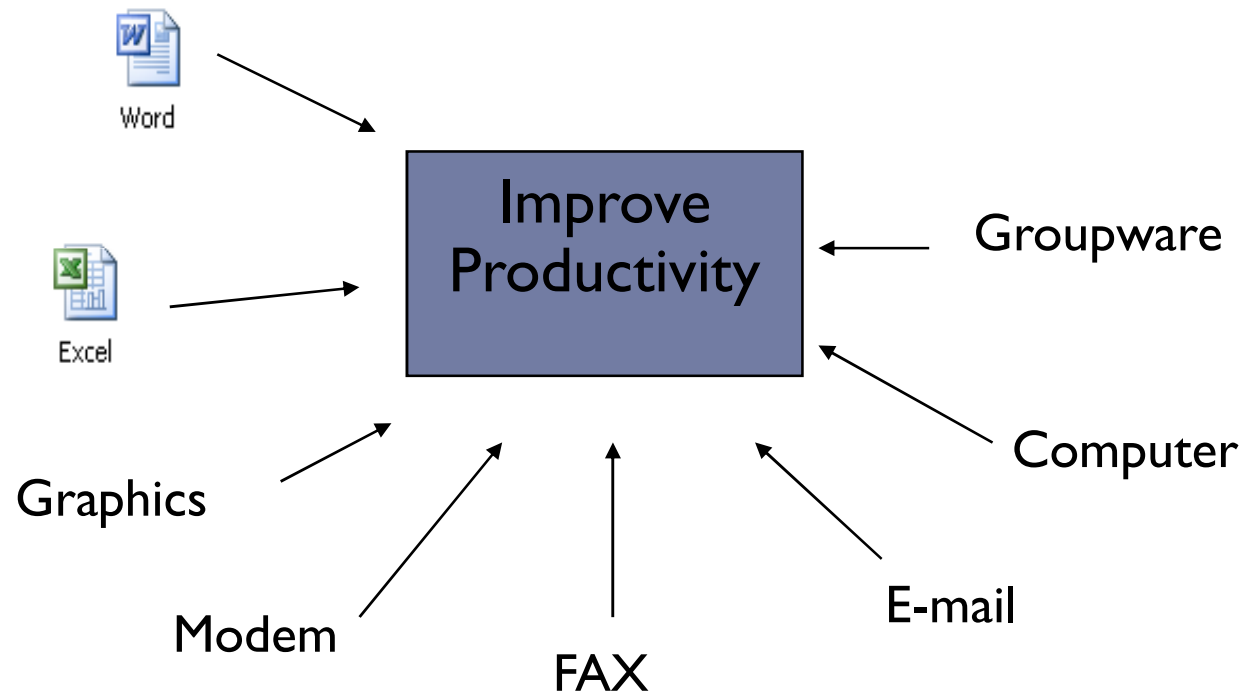 Word
Improve
Productivity
Groupware
Excel
Computer
Graphics
E-mail
Modem
FAX